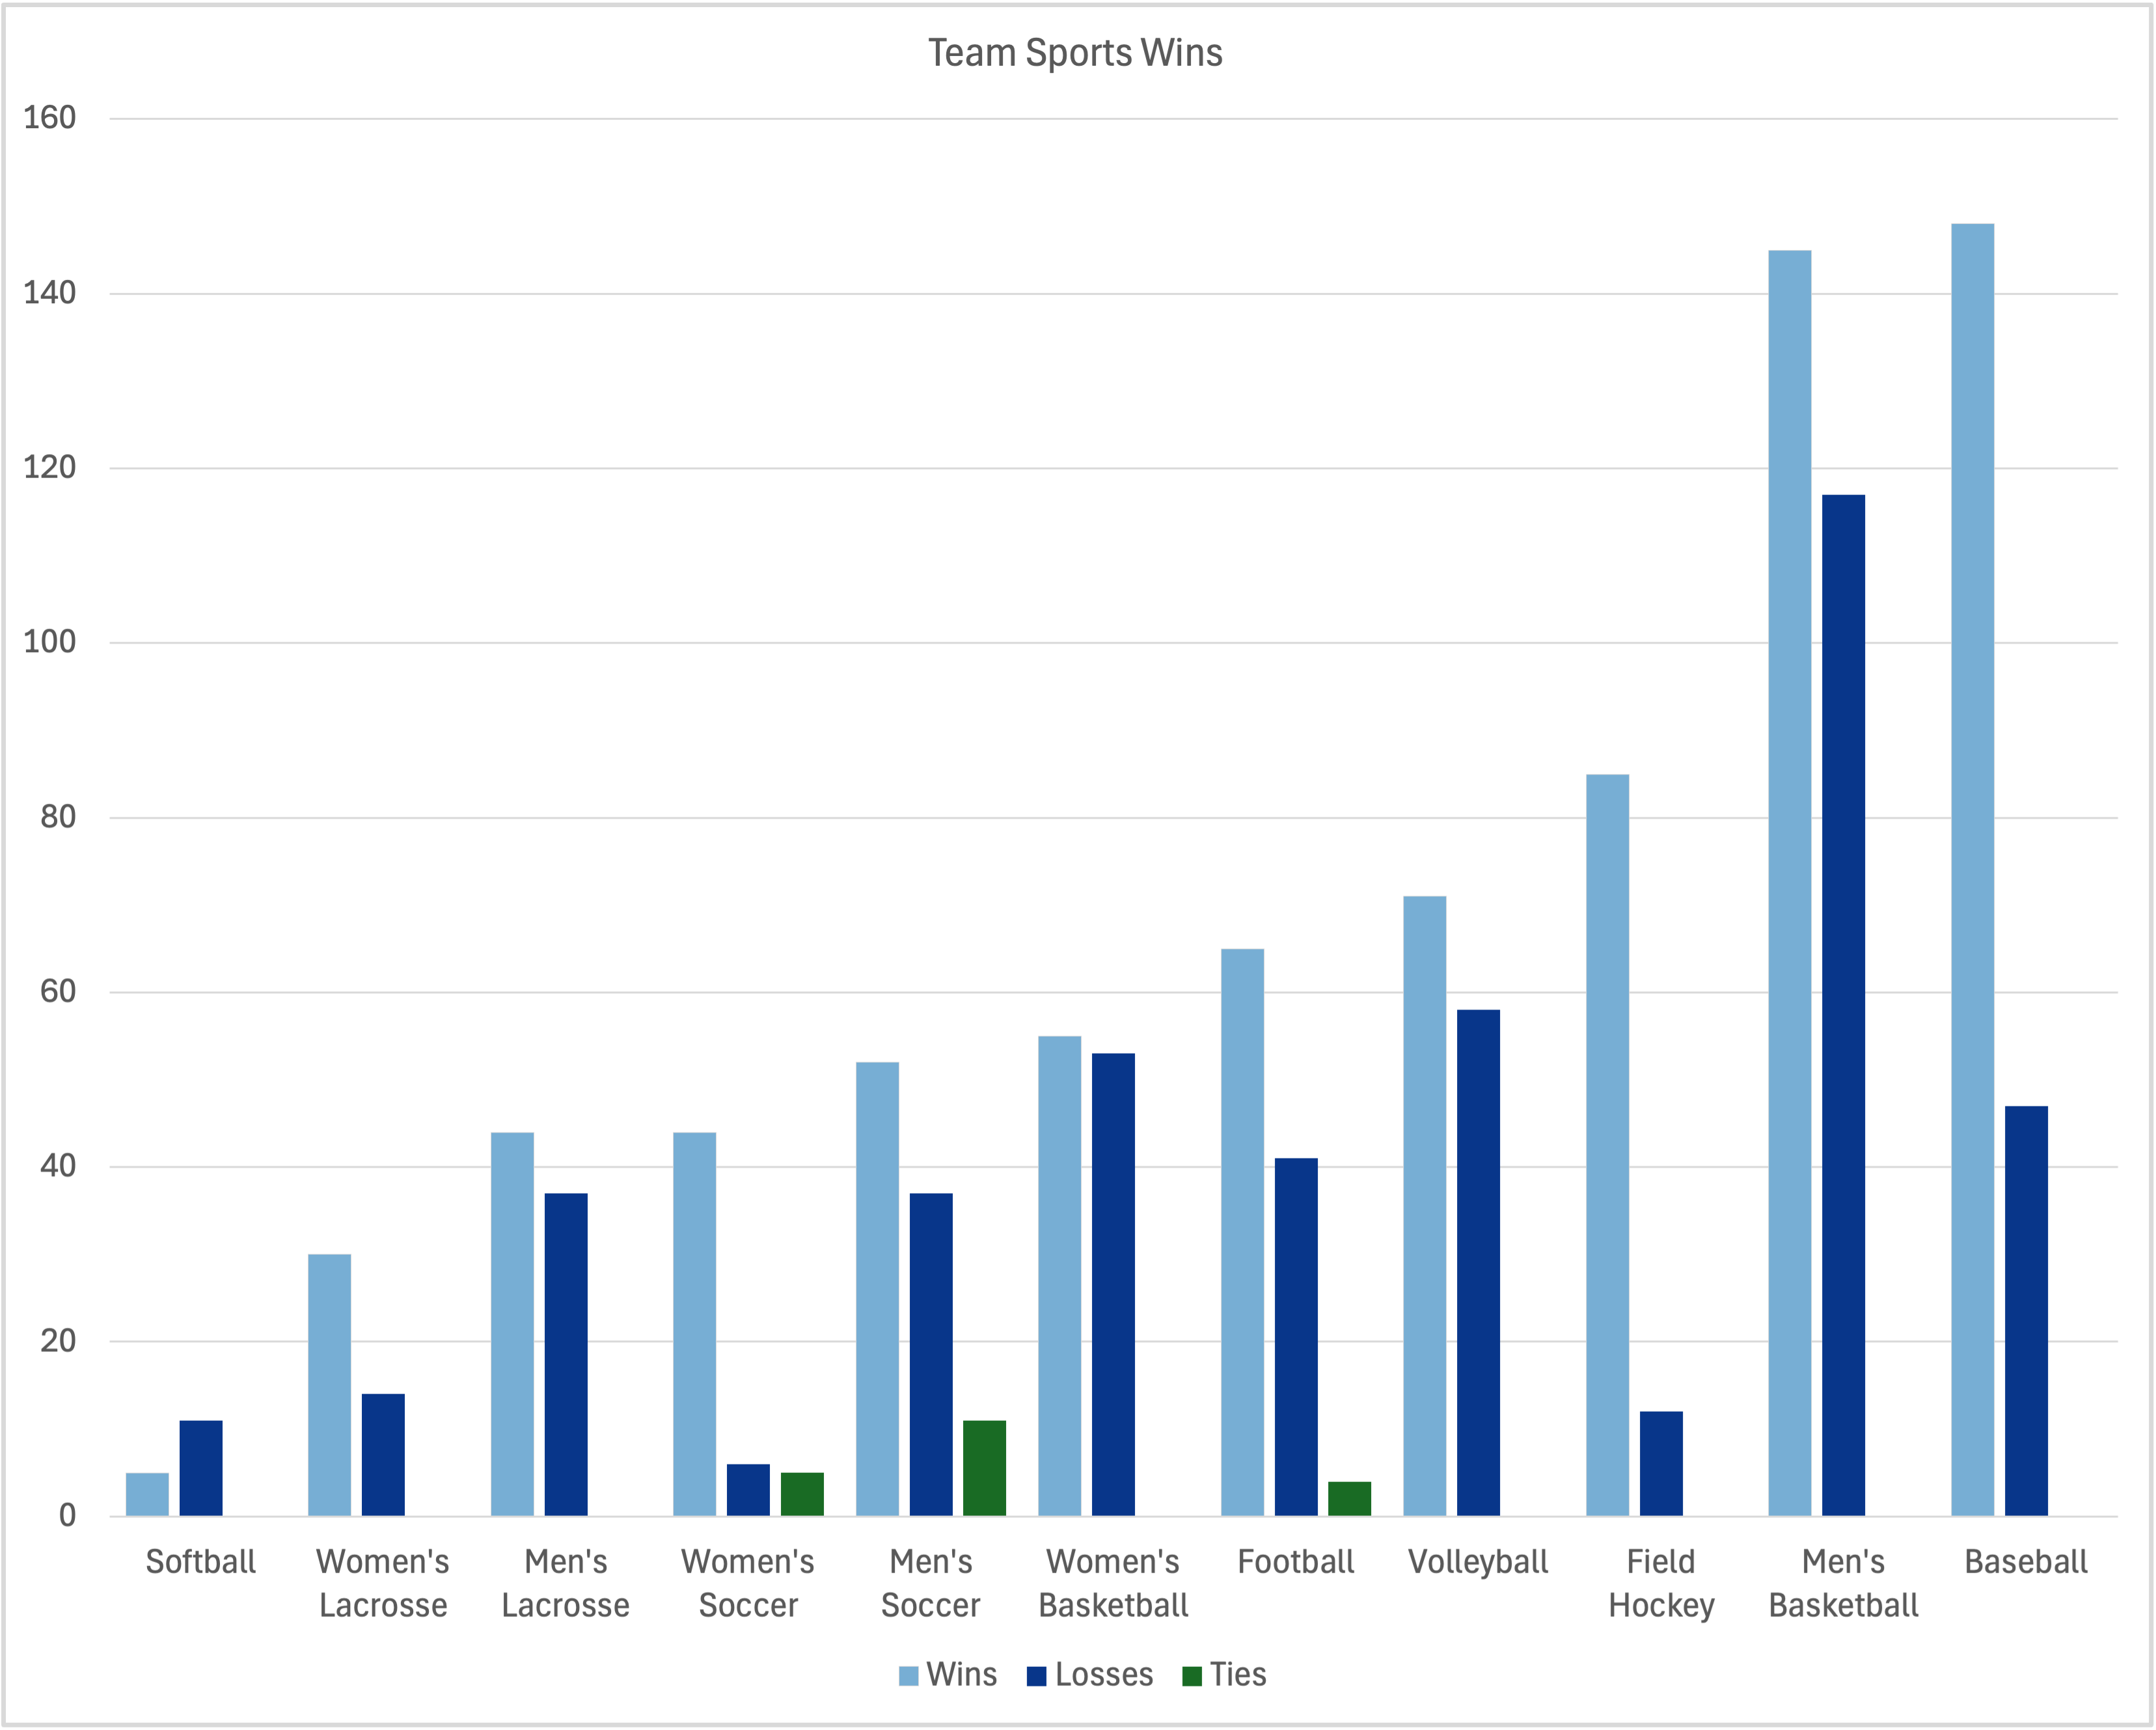 Team Sports Wins
160
140
120
100
80
60
40
20
0
Softball
Women's
Lacrosse
Men's
Lacrosse
Women's
Soccer
Men's
Soccer
Women's
Basketball
Football
Volleyball
Field
Hockey
Men's
Basketball
Baseball
Wins
Losses
Ties